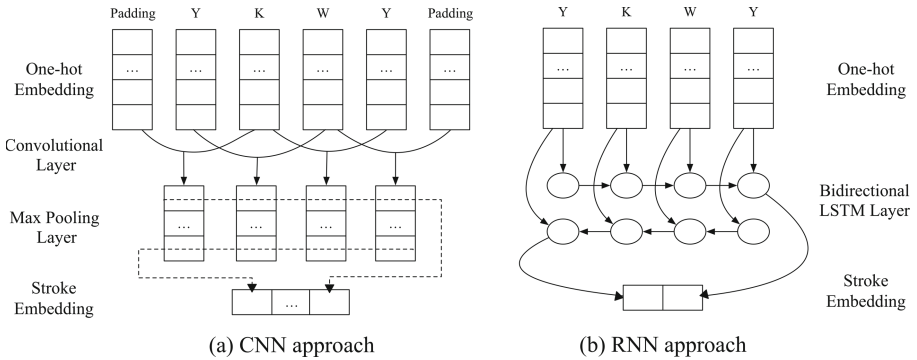 Padding Y K W Y Padding
One-hot
Embedding
... ... ... ... ... ...
Convolutional
Layer
Max Pooling
Layer
... ... ... ...
Stroke
Embedding
...
(a) CNN approach
Y K W Y
... ... ... ...
One-hot
Embedding
Bidirectional
LSTM Layer
Stroke
Embedding
(b) RNN approach